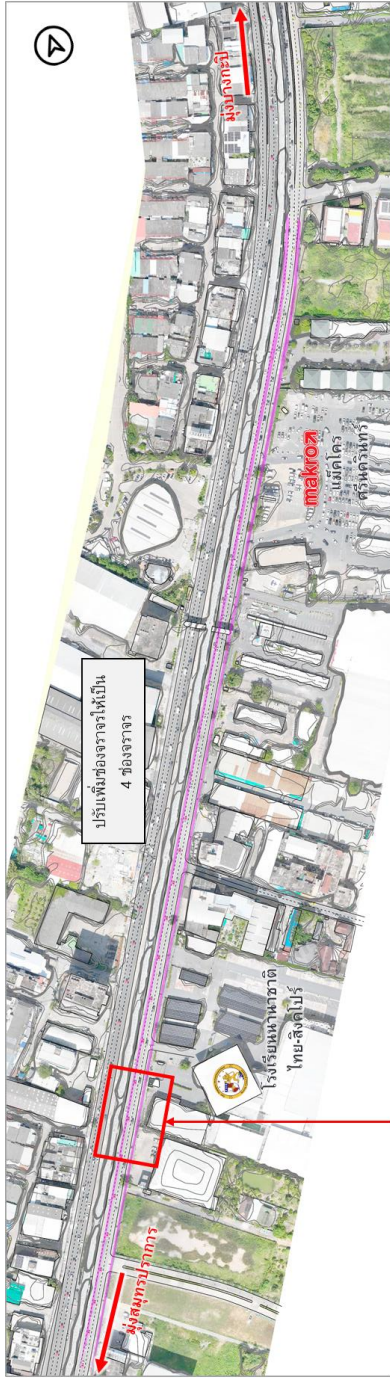 มุ่งบางกะปิ
makro
แม็คโคร
ศรีนครินทร์
ปรับเพิ่มช่องจราจรให้เป็น
4 ช่องจราจร
โรงเรียนนานาชาติ
ไทย-สิงคโปร์
มุ่งสมุทรปราการ